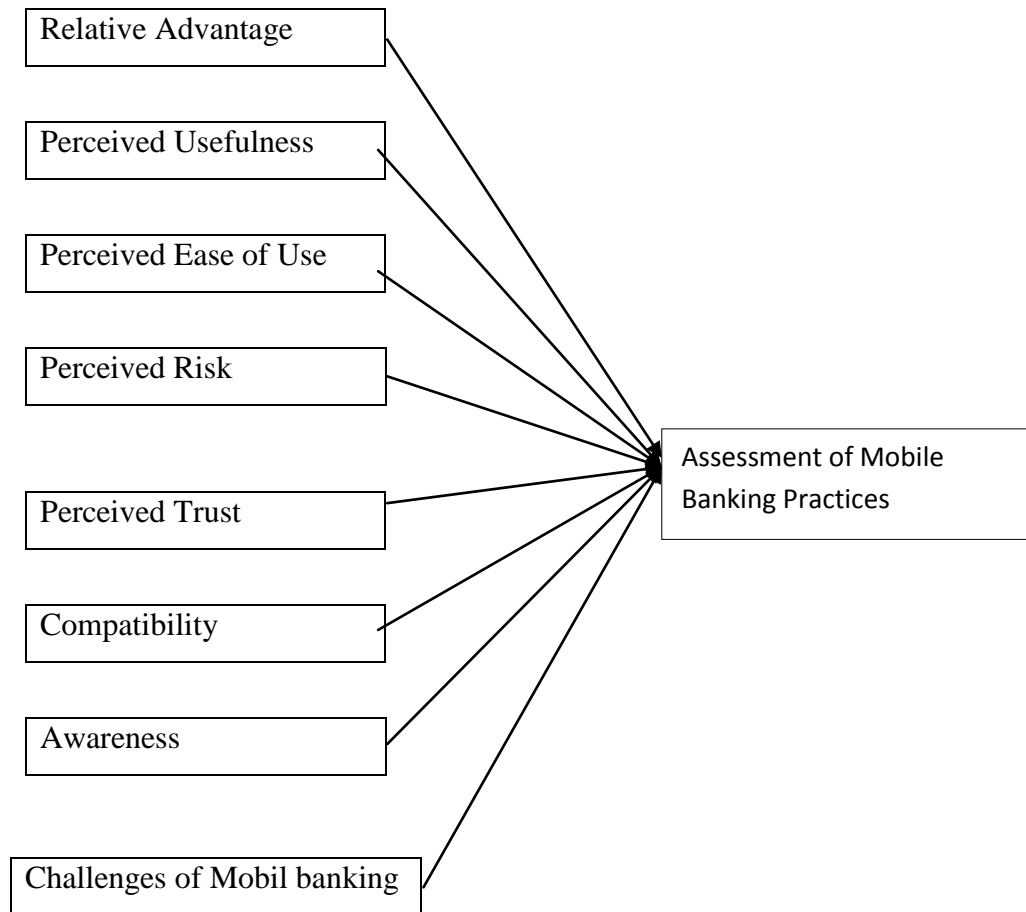 Relative Advantage
Perceived Usefulness
Perceived Ease of Use
Perceived Risk
Assessment of Mobile
Banking Practices
Perceived Trust
Compatibility
Awareness
Challenges of Mobil banking